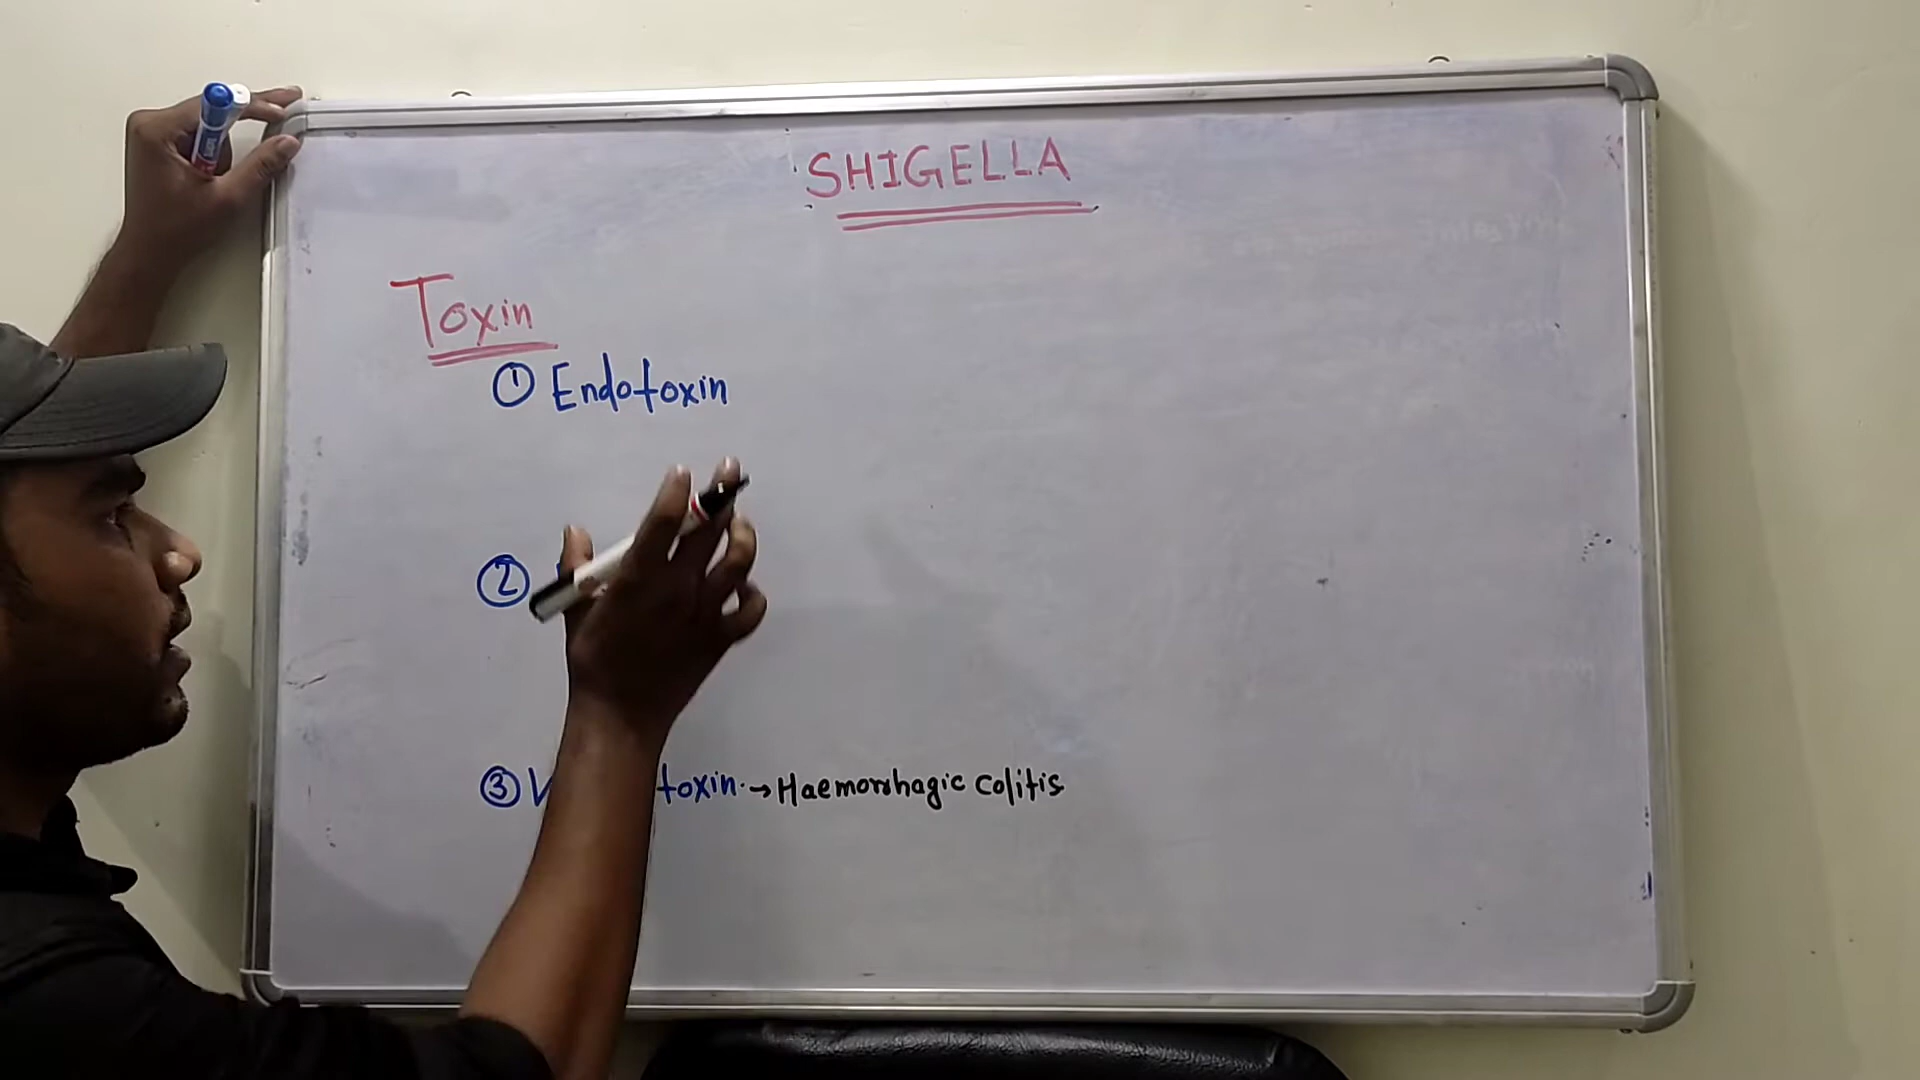 SHIGELLA
Toxin
① Endotoxin
②
③ toxin. → Haemorrhagic colitis